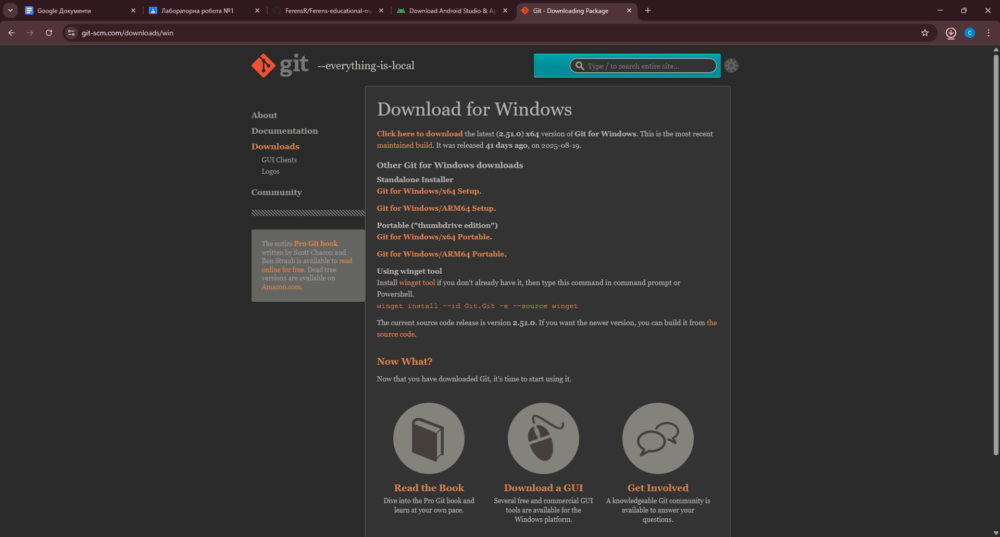 Google Документи
Лабораторна робота №1
FerensR/Ferens-educational-ma
Download Android Studio & Ap
Git - Downloading Package
git-scm.com/downloads/win
C
git --everything-is-local
Type / to search entire site...
About
Documentation
Downloads
GUI Clients
Logos
Community
The entire Pro Git book
written by Scott Chacon and
Ben Straub is available to read
online for free. Dead tree
versions are available on
Amazon.com.
Download for Windows
Click here to download the latest (2.51.0) x64 version of Git for Windows. This is the most recent
maintained build. It was released 41 days ago, on 2025-08-19.
Other Git for Windows downloads
Standalone Installer
Git for Windows/x64 Setup.
Git for Windows/ARM64 Setup.
Portable ("thumbdrive edition")
Git for Windows/x64 Portable.
Git for Windows/ARM64 Portable.
Using winget tool
Install winget tool if you don't already have it, then type this command in command prompt or
Powershell.
winget install --id Git.Git -e --source winget
The current source code release is version 2.51.0. If you want the newer version, you can build it from the
source code.
Now What?
Now that you have downloaded Git, it's time to start using it.
Read the Book
Dive into the Pro Git book and
learn at your own pace.
Download a GUI
Several free and commercial GUI
tools are available for the
Windows platform.
Get Involved
A knowledgeable Git community is
available to answer your
questions.